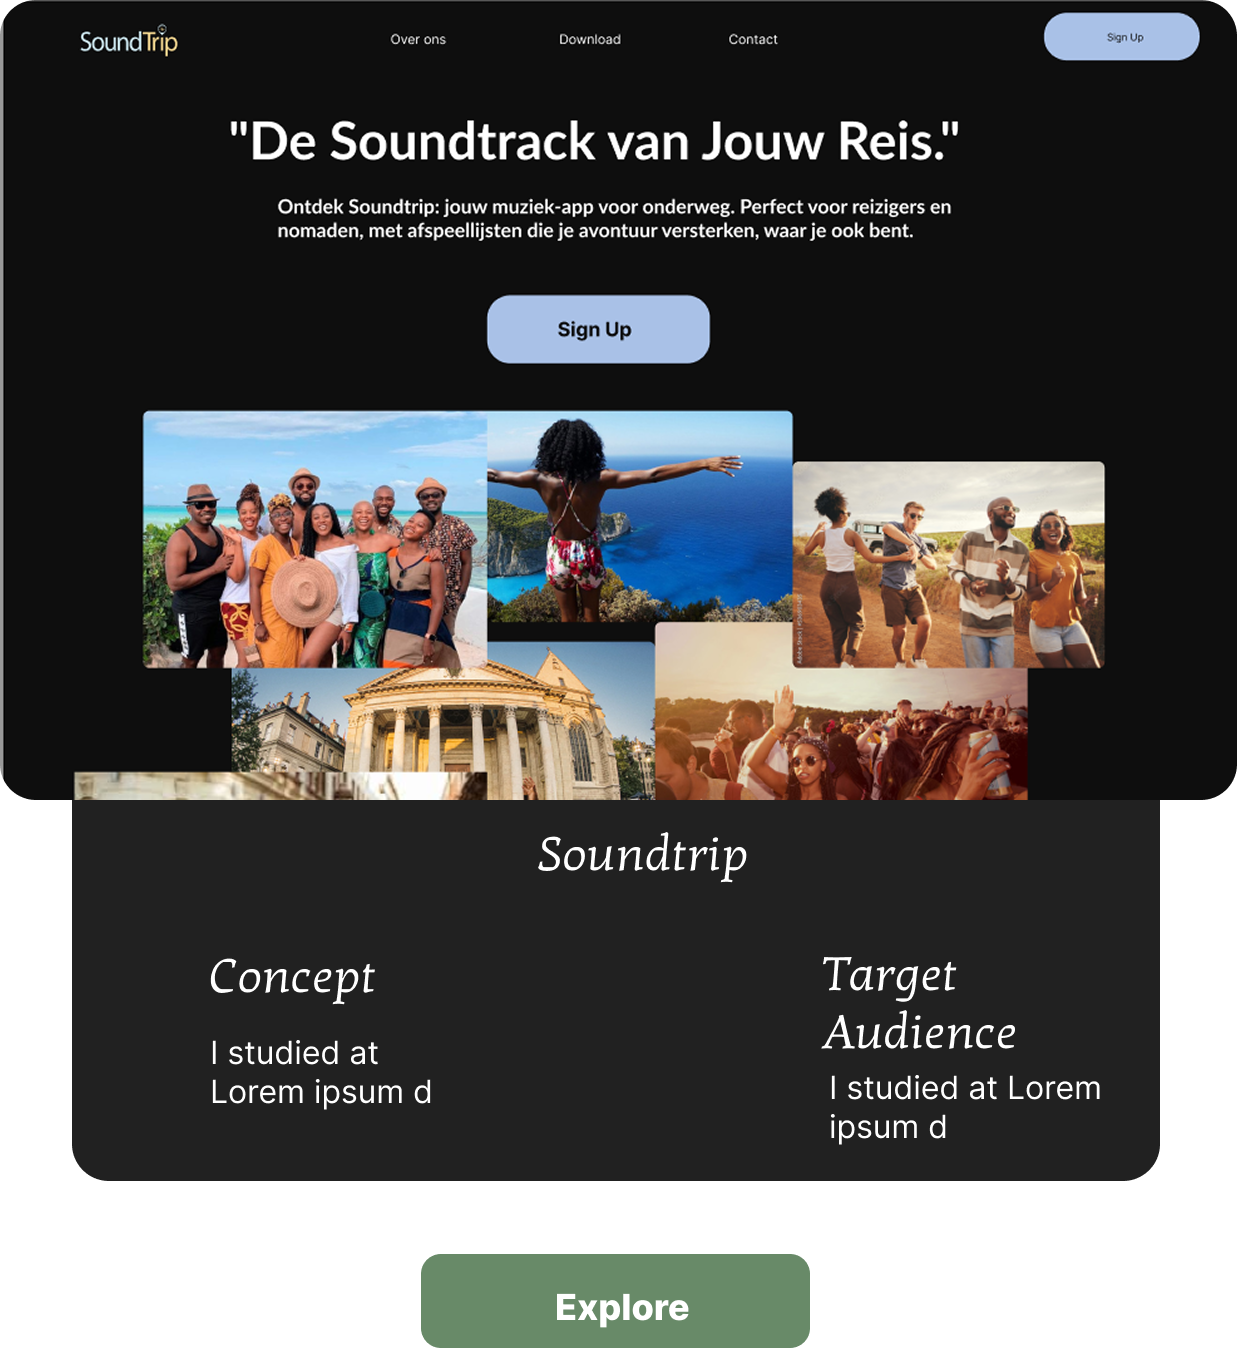 SoundTrip
Over ons
Download
Contact
Sign Up
"De Soundtrack van Jouw Reis."
Ontdek Soundtrip: jouw muziek-app voor onderweg. Perfect voor reizigers en
nomaden, met afspeellijsten die je avontuur versterken, waar je ook bent.
Sign Up
Soundtrip
Concept
I studied at
Lorem ipsum d
Target
Audience
I studied at Lorem
ipsum d
Explore